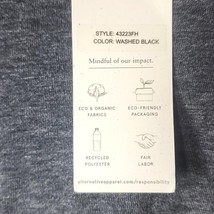 STYLE: 43223FH
COLOR: WASHED BLACK
Mindful of our impact.
ECO & ORGANIC FABRICS
ECO-FRIENDLY PACKAGING
RECYCLED POLYESTER
FAIR LABOR
alternativeapparel.com/responsibility